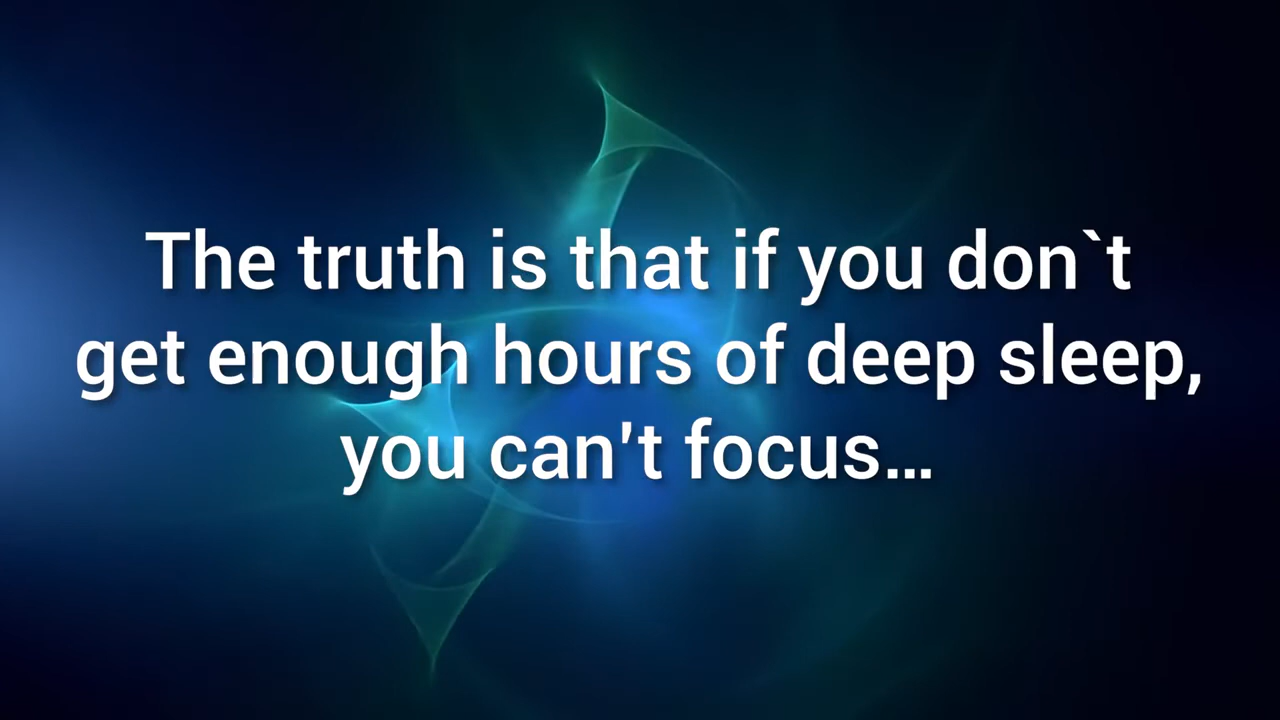 The truth is that if you don`t
get enough hours of deep sleep,
you can't focus...